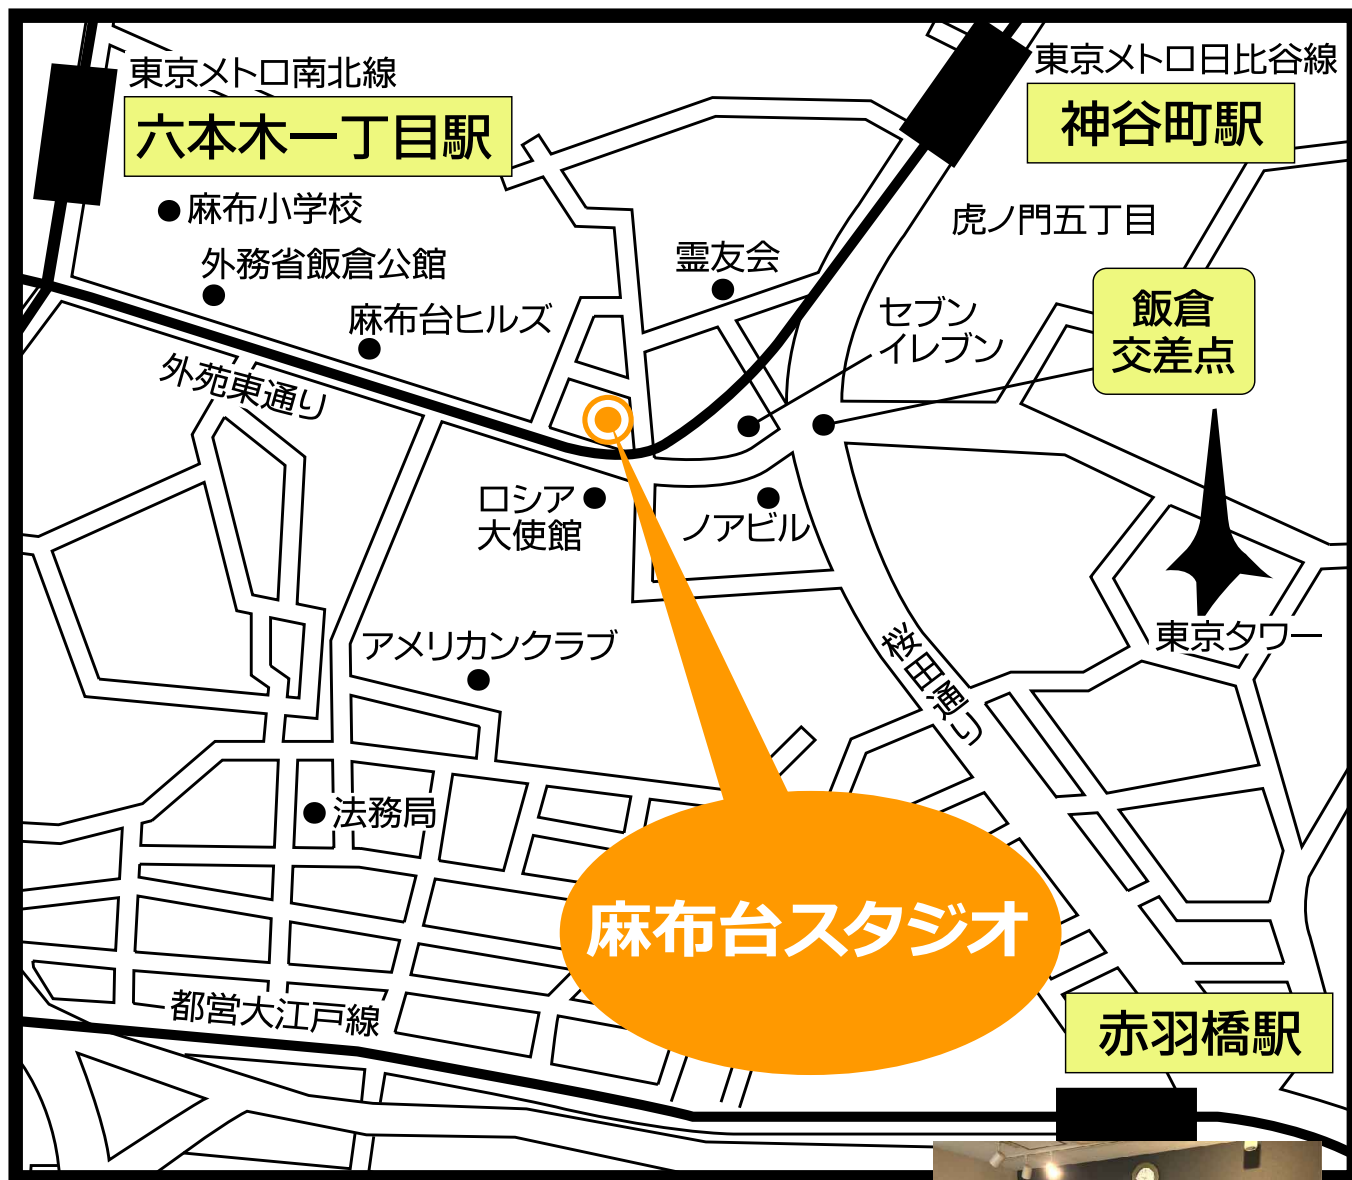 東京メトロ南北線
六本木一丁目駅
東京メトロ日比谷線
神谷町駅
麻布小学校
外務省飯倉公館
麻布台ヒルズ
外苑東通り
霊友会
虎ノ門五丁目
セブン
イレブン
飯倉
交差点
ロシア
大使館
ノアビル
東京タワー
桜田通り
アメリカンクラブ
法務局
麻布台スタジオ
都営大江戸線
赤羽橋駅